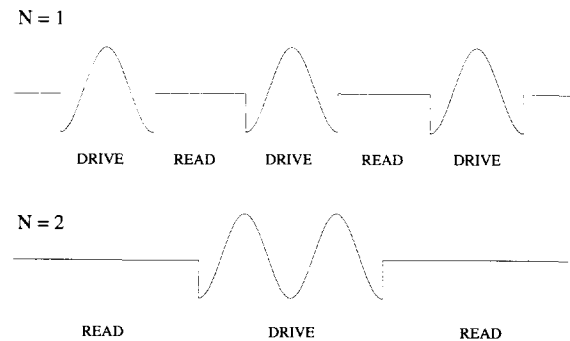 N = 1
DRIVE READ DRIVE READ DRIVE
N = 2
READ DRIVE READ